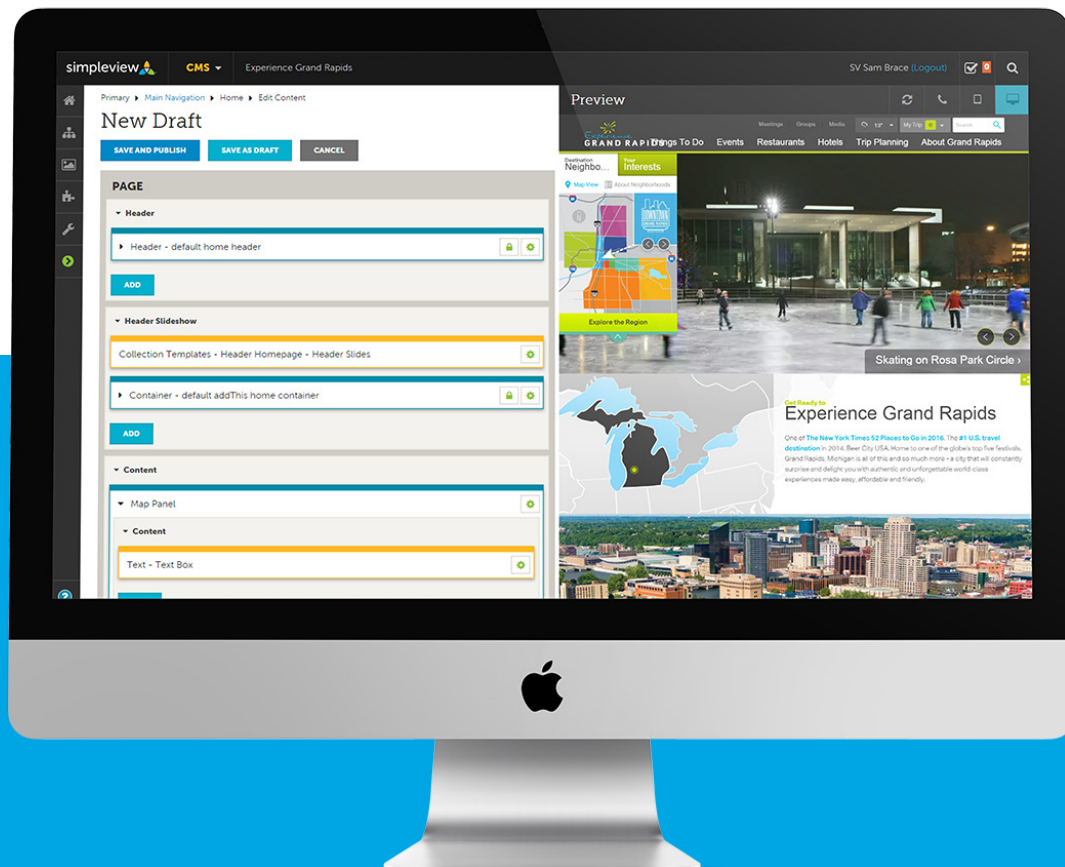 simpleview
CMS
Experience Grand Rapids
SV Sam Brace (Logout)
0
Primary
Main Navigation
Home
Edit Content
New Draft
SAVE AND PUBLISH
SAVE AS DRAFT
CANCEL
PAGE
Header
Header - default home header
ADD
Header Slideshow
Collection Templates - Header Homepage - Header Slides
Container - default addThis home container
ADD
Content
Map Panel
Content
Text - Text Box
?
Preview
Meetings
Groups
Media
My Trip
Search
Experience
GRAND RAPIDS
Things To Do
Events
Restaurants
Hotels
Trip Planning
About Grand Rapids
Destination
Neighbo...
Your
Interests
Map View
About Neighborhoods
DOWNTOWN
Explore the Region
Skating on Rosa Park Circle ›
Get Ready to
Experience Grand Rapids
One of The New York Times 52 Places to Go in 2016. The #1 U.S. travel
destination in 2014. Beer City USA. Home to one of the globe's top five festivals.
Grand Rapids, Michigan is all of this and so much more - a city that will constantly
surprise and delight you with authentic and unforgettable world-class
experiences made easy, affordable and friendly.